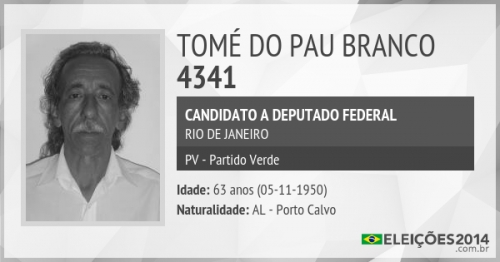 TOMÉ DO PAU BRANCO
4341
CANDIDATO A DEPUTADO FEDERAL
RIO DE JANEIRO
PV - Partido Verde
Idade: 63 anos (05-11-1950)
Naturalidade: AL - Porto Calvo
ELEIÇÕES2014
.com.br